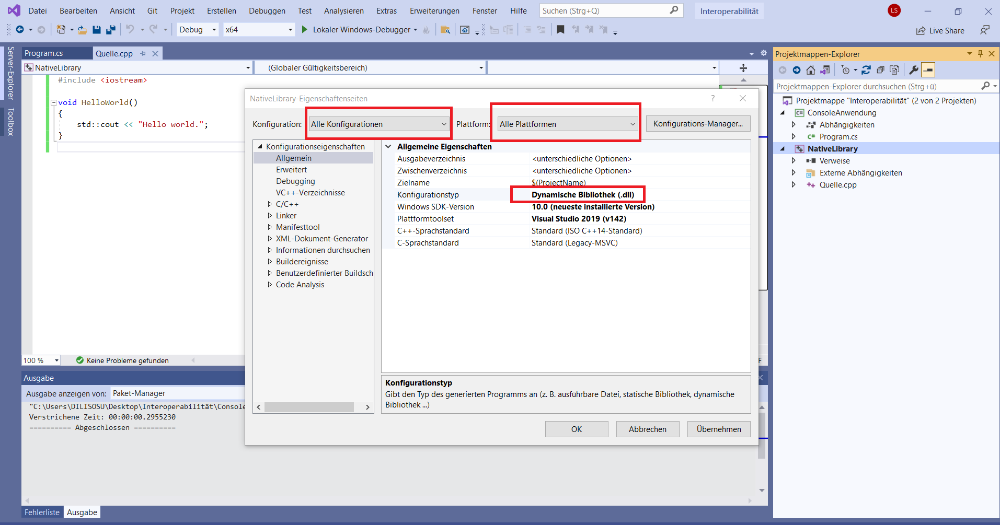 Datei Bearbeiten Ansicht Git Projekt Erstellen Debuggen Test Analysieren Extras Erweiterungen Fenster Hilfe Suchen (Strg+Q) Interoperabilität LS
Debug x64 Lokaler Windows-Debugger Live Share
Server-Explorer
Toolbox
Program.cs Quelle.cpp
NativeLibrary (Globaler Gültigkeitsbereich)
#include <iostream>
void HelloWorld()
{
std::cout << "Hello world.";
}
100 % Keine Probleme gefunden
NativeLibrary-Eigenschaftenseiten ?
Konfiguration: Alle Konfigurationen Plattform: Alle Plattformen Konfigurations-Manager...
Konfigurationseigenschaften
Allgemein
Erweitert
Debugging
VC++-Verzeichnisse
C/C++
Linker
Manifesttool
XML-Dokument-Generator
Informationen durchsuchen
Buildereignisse
Benutzerdefinierter Buildsch
Code Analysis
Allgemeine Eigenschaften
Ausgabeverzeichnis <unterschiedliche Optionen>
Zwischenverzeichnis <unterschiedliche Optionen>
Zielname $(ProjectName)
Konfigurationstyp Dynamische Bibliothek (.dll)
Windows SDK-Version 10.0 (neueste installierte Version)
Plattformtoolset Visual Studio 2019 (v142)
C++-Sprachstandard Standard (ISO C++14-Standard)
C-Sprachstandard Standard (Legacy-MSVC)
Konfigurationstyp
Gibt den Typ des generierten Programms an (z. B. ausführbare Datei, statische Bibliothek, dynamische
Bibliothek ...)
OK Abbrechen Übernehmen
Ausgabe
Ausgabe anzeigen von: Paket-Manager
"C:\Users\DILISOSU\Desktop\Interoperabilität\Console
Verstrichene Zeit: 00:00:00.2955230
========== Abgeschlossen ==========
Fehlerliste Ausgabe
Projektmappen-Explorer
Projektmappen-Explorer durchsuchen (Strg+ü)
Projektmappe "Interoperabilität" (2 von 2 Projekten)
C# ConsoleAnwendung
Abhängigkeiten
C# Program.cs
NativeLibrary
Verweise
Externe Abhängigkeiten
++ Quelle.cpp